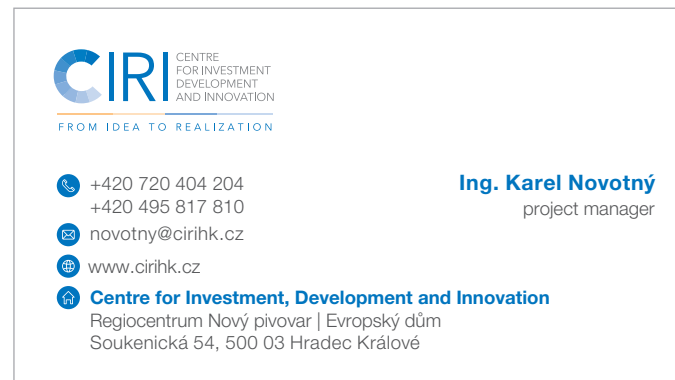 CIRI
CENTRE
FOR INVESTMENT
DEVELOPMENT
AND INNOVATION
FROM IDEA TO REALIZATION
+420 720 404 204
+420 495 817 810
novotny@cirihk.cz
www.cirihk.cz
Centre for Investment, Development and Innovation
Regiocentrum Nový pivovar | Evropský dům
Soukenická 54, 500 03 Hradec Králové
Ing. Karel Novotný
project manager